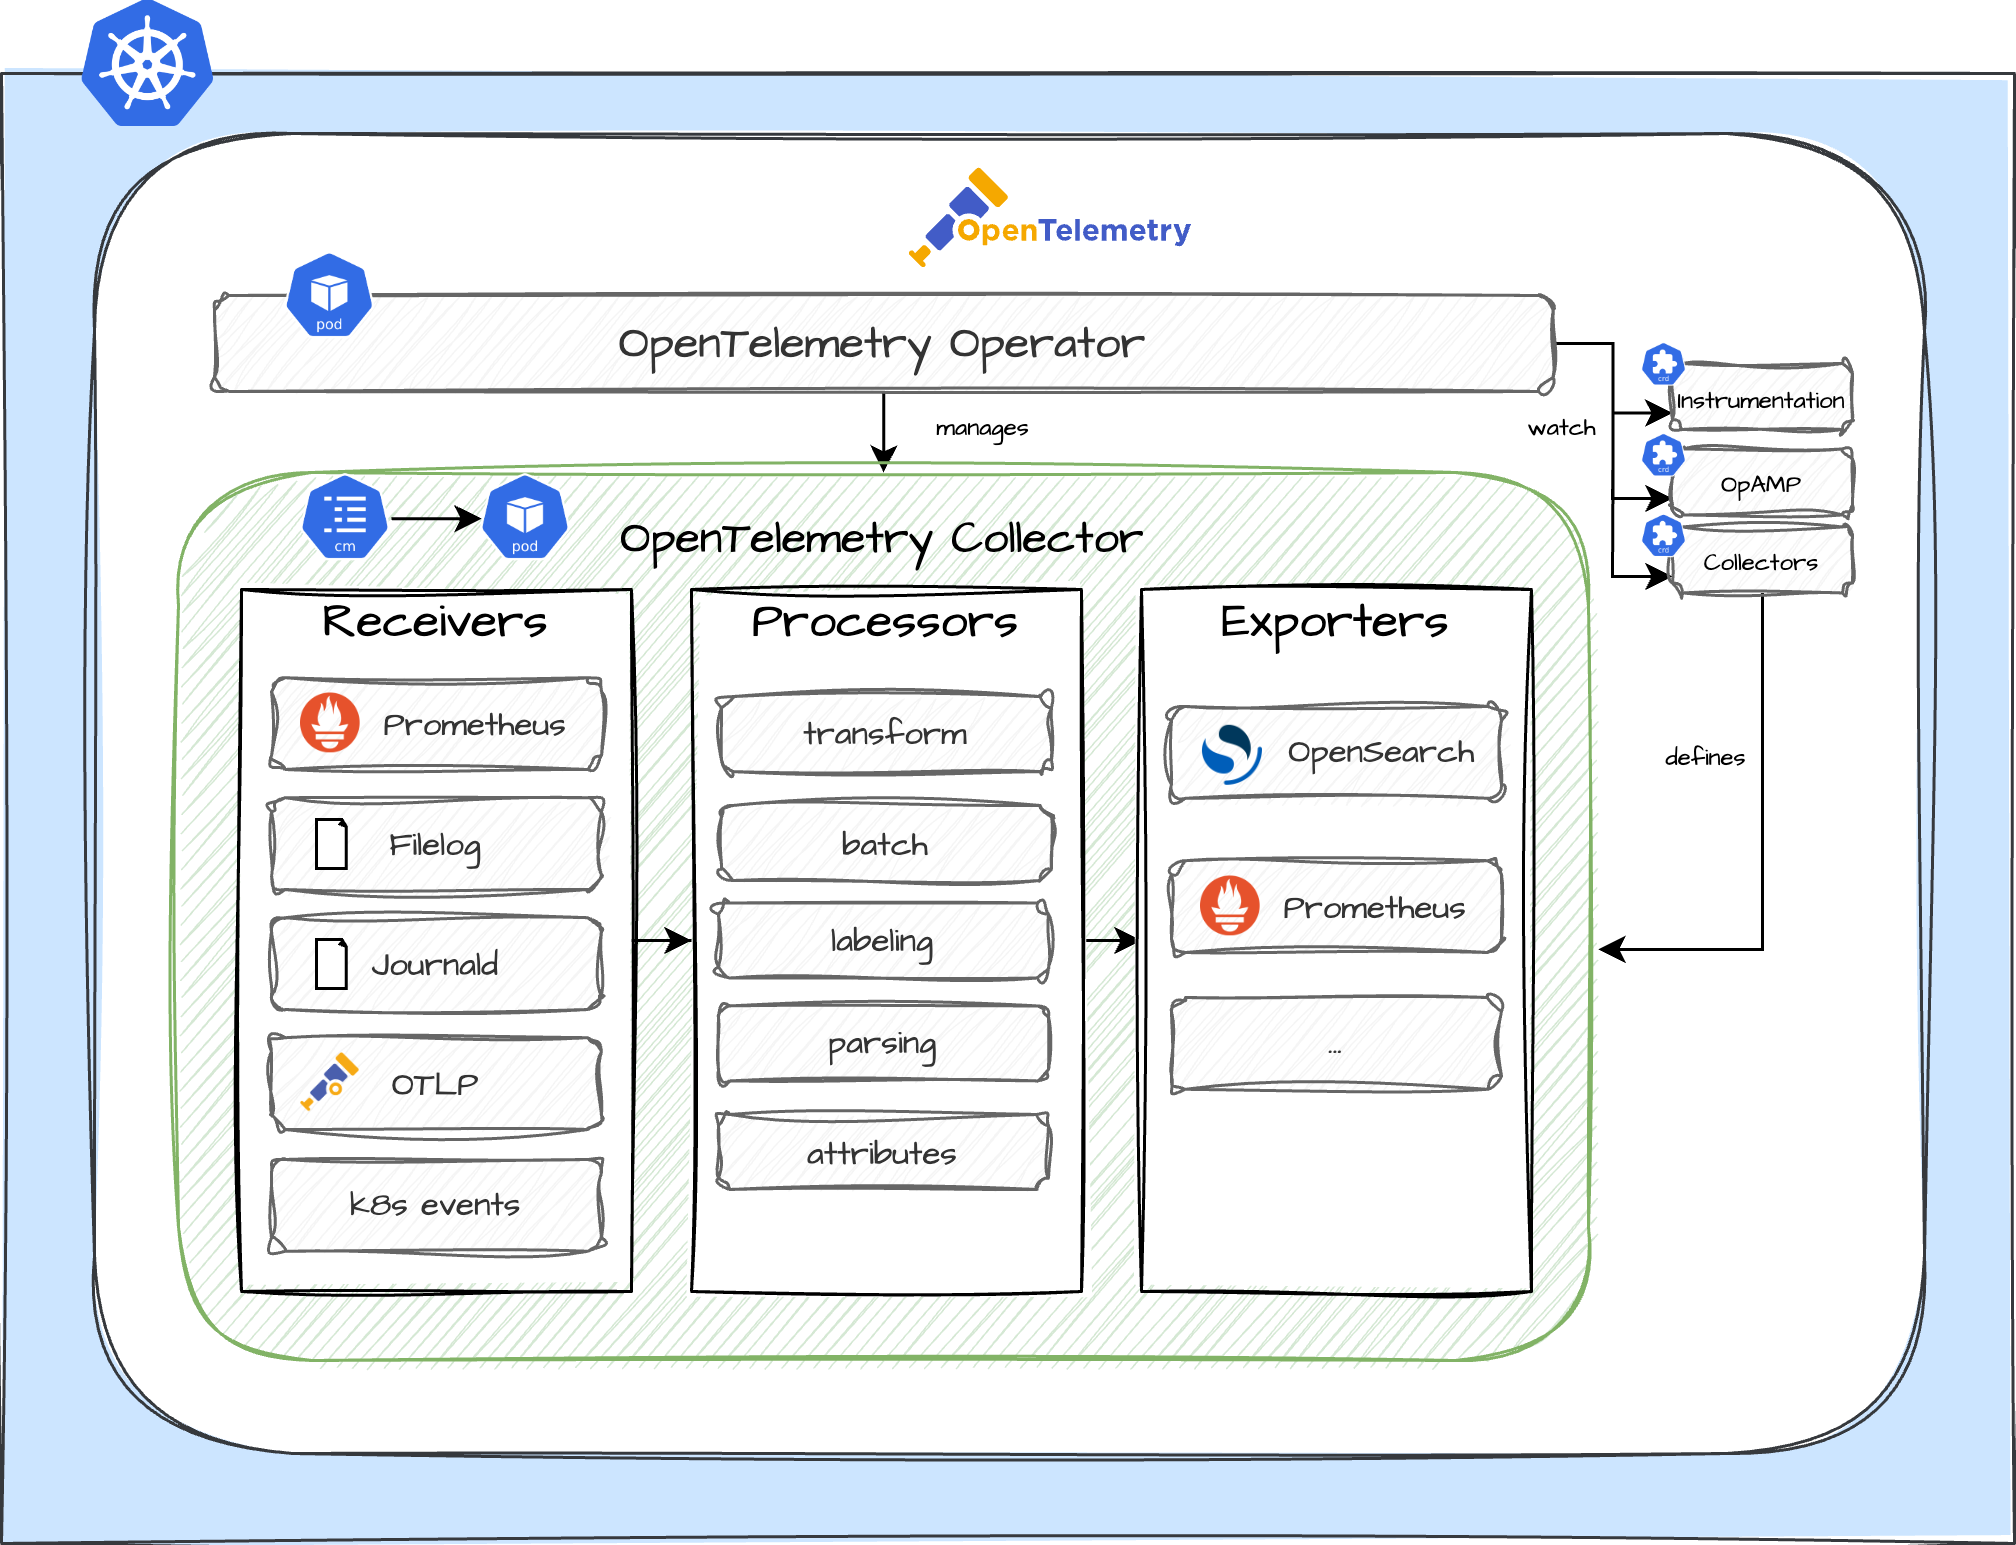 OpenTelemetry
pod
OpenTelemetry Operator
manages
watch
crd
Instrumentation
crd
OpAMP
crd
Collectors
defines
cm
pod
OpenTelemetry Collector
Receivers
Prometheus
Filelog
Journald
OTLP
k8s events
Processors
transform
batch
labeling
parsing
attributes
Exporters
OpenSearch
Prometheus
...